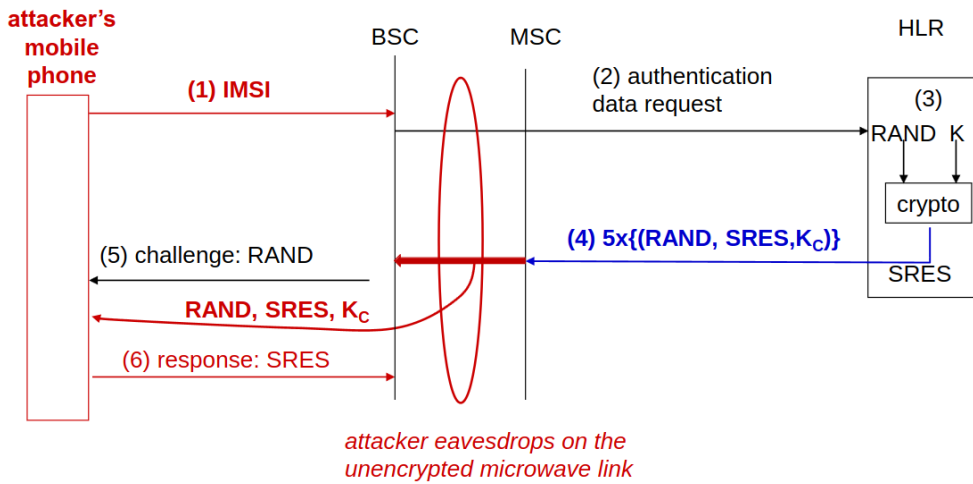 attacker's
mobile
phone
BSC
MSC
HLR
(1) IMSI
(2) authentication
data request
(3)
RAND K
crypto
(4) 5x{(RAND, SRES,KC)}
SRES
(5) challenge: RAND
RAND, SRES, KC
(6) response: SRES
attacker eavesdrops on the
unencrypted microwave link